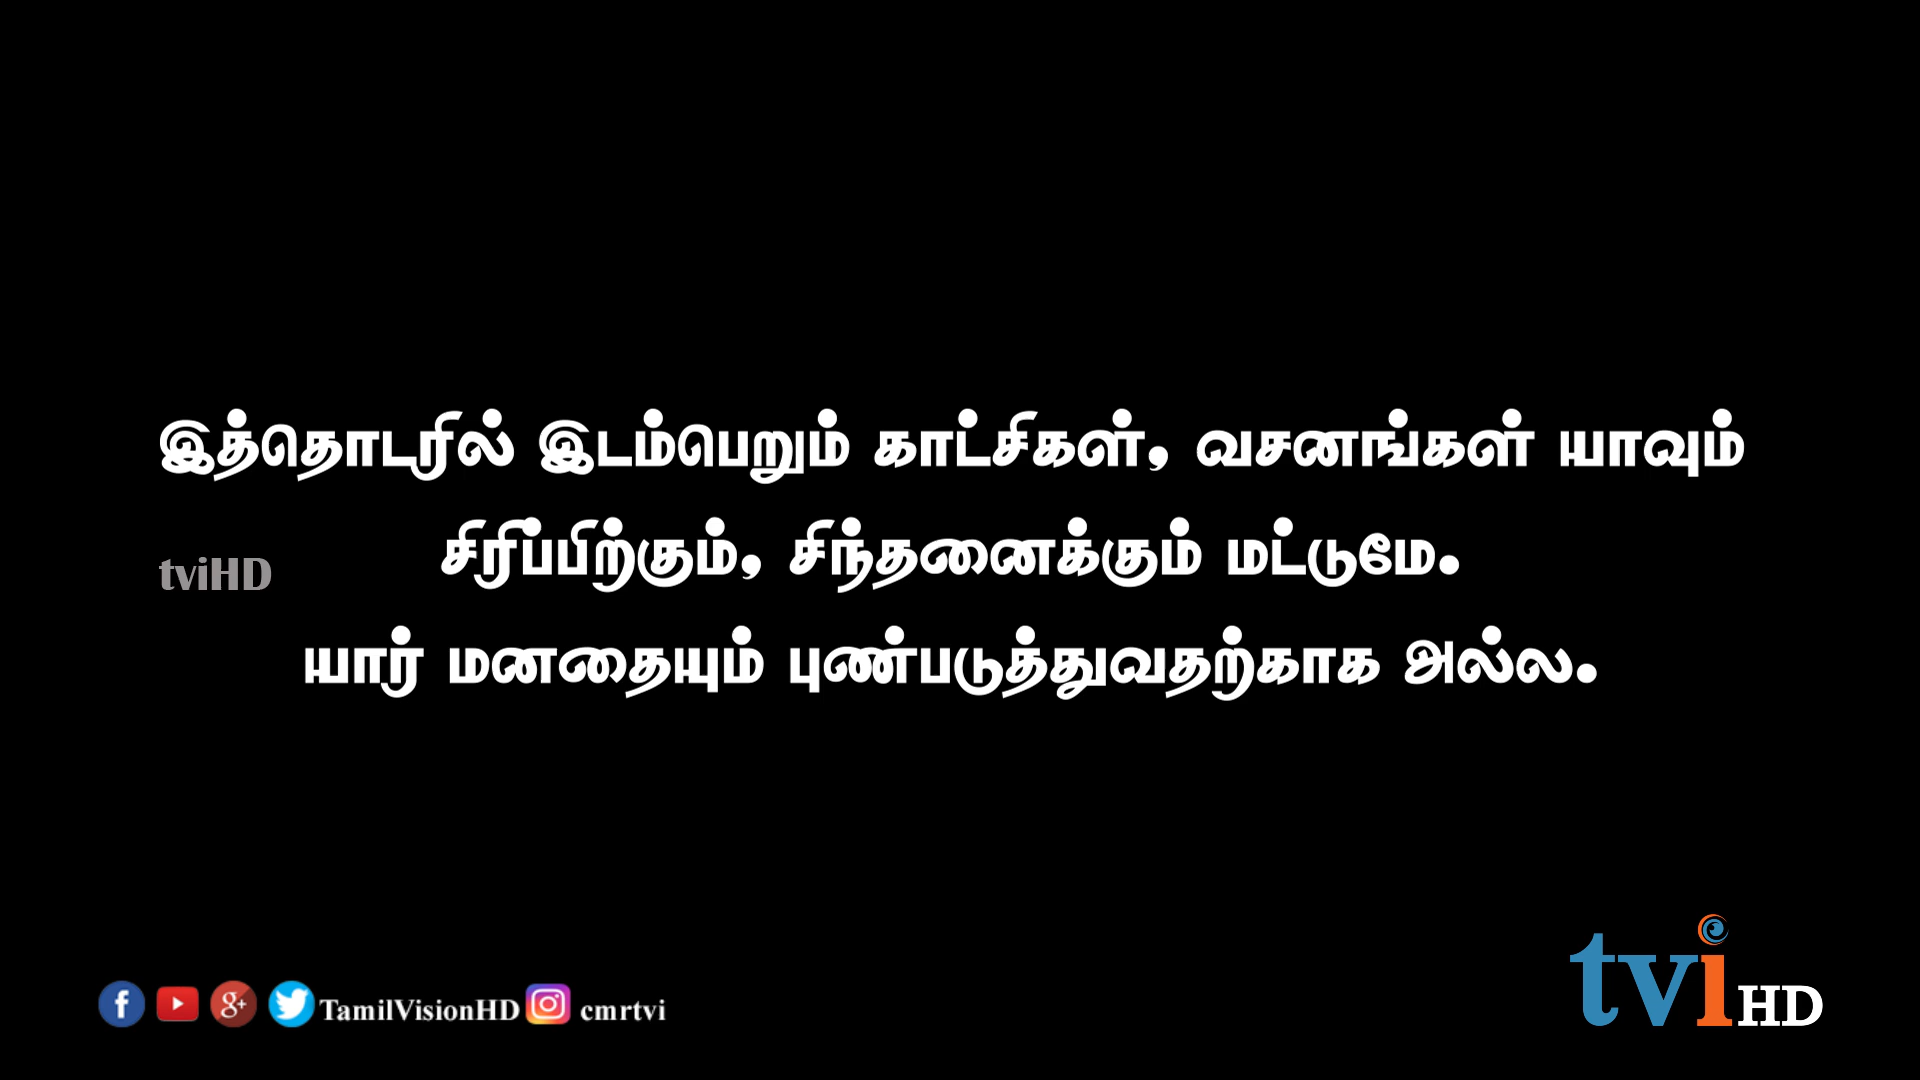 இத்தொடரில் இடம்பெறும் காட்சிகள், வசனங்கள் யாவும்
சிரிப்பிற்கும், சிந்தனைக்கும் மட்டுமே.
tviHD
யார் மனதையும் புண்படுத்துவதற்காக அல்ல.
TamilVisionHD cmrtvi
tvi HD